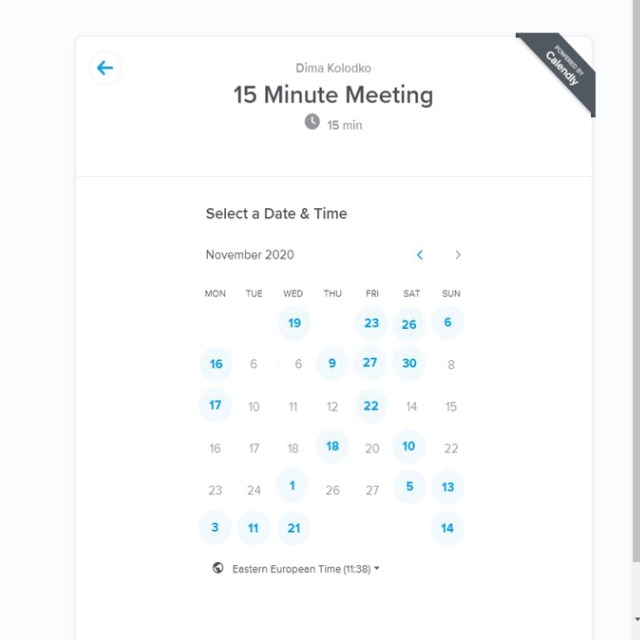 POWERED BY
Calendly
Dima Kolodko
15 Minute Meeting
15 min
Select a Date & Time
November 2020
MON TUE WED THU FRI SAT SUN
19 23 26 6
16 6 6 9 27 30 8
17 10 11 12 22 14 15
16 17 18 18 20 10 22
23 24 1 26 27 5 13
3 11 21 14
Eastern European Time (11:38)